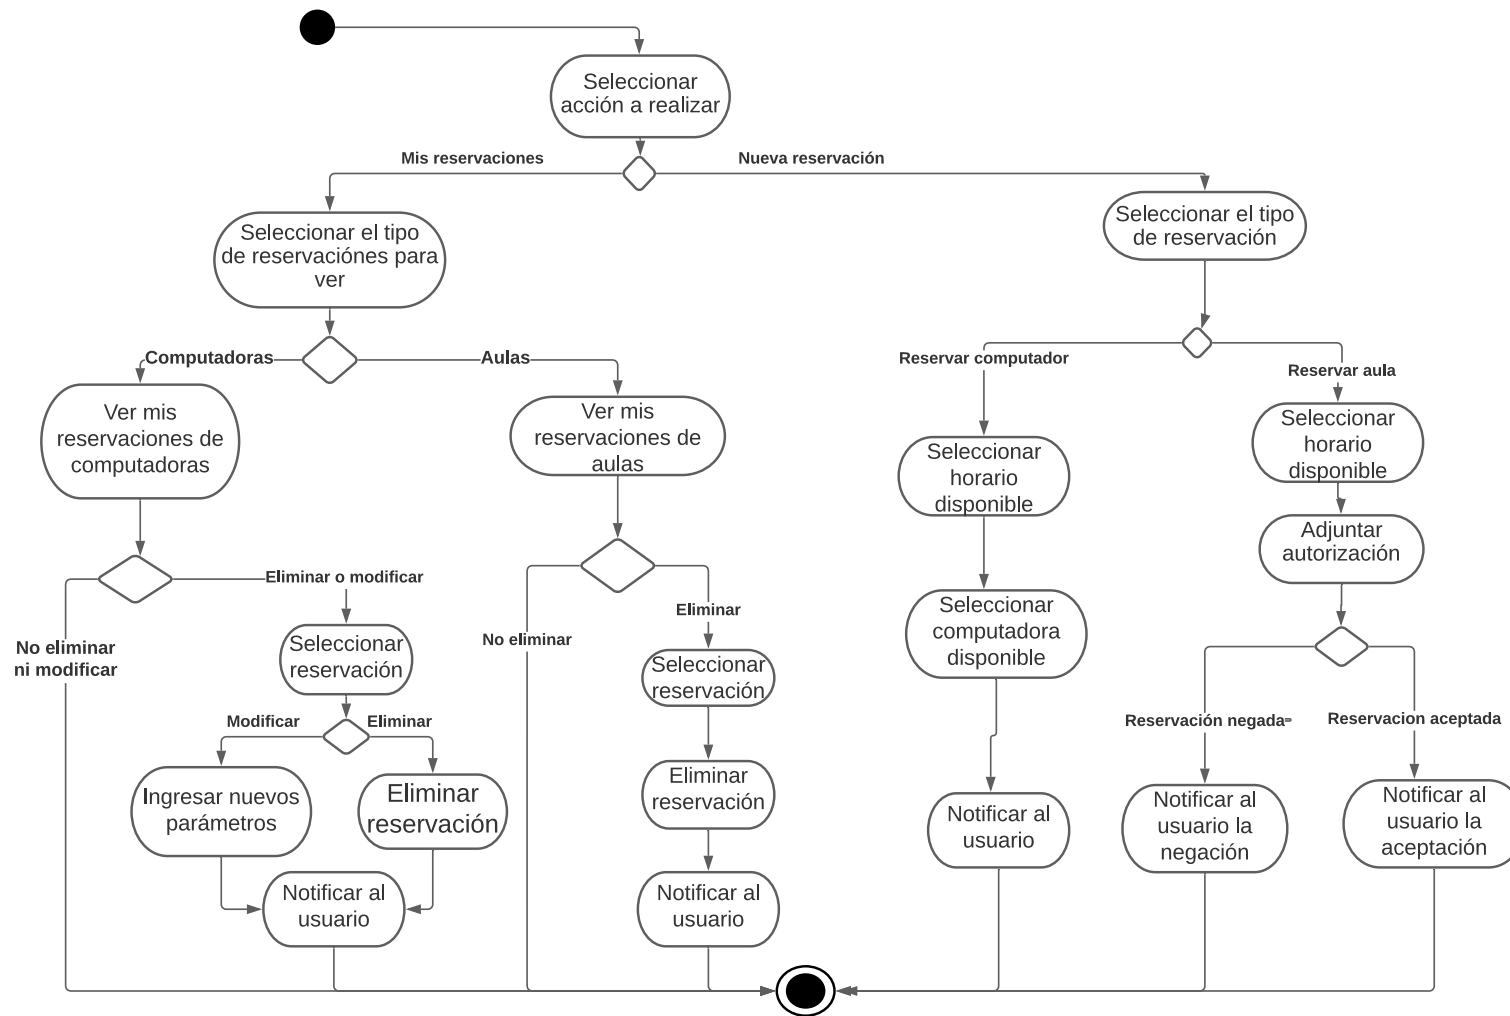 Seleccionar
acción a realizar
Mis reservaciones
Nueva reservación
Seleccionar el tipo
de reservaciónes para
ver
Seleccionar el tipo
de reservación
Computadoras
Aulas
Reservar computador
Reservar aula
Ver mis
reservaciones de
computadoras
Ver mis
reservaciones de
aulas
Seleccionar
horario
disponible
Seleccionar
horario
disponible
Adjuntar
autorización
Eliminar o modificar
No eliminar
ni modificar
Seleccionar
reservación
No eliminar
Eliminar
Seleccionar
reservación
Seleccionar
computadora
disponible
Modificar
Eliminar
Reservación negada
Reservacion aceptada
Ingresar nuevos
parámetros
Eliminar
reservación
Eliminar
reservación
Notificar al
usuario
Notificar al
usuario la
negación
Notificar al
usuario la
aceptación
Notificar al
usuario
Notificar al
usuario